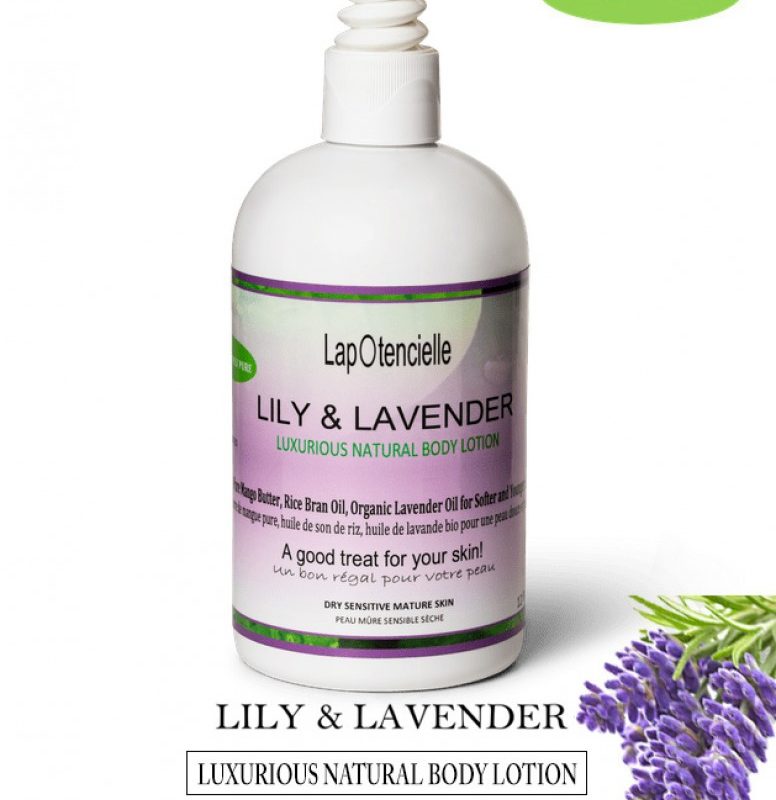 PURE
LapOtencielle
LILY & LAVENDER
LUXURIOUS NATURAL BODY LOTION
Mango Butter, Rice Bran Oil, Organic Lavender Oil for Softer and
de mangue pure, huile de son de riz, huile de lavande bio pour une peau
A good treat for your skin!
un bon régal pour votre peau
DRY SENSITIVE MATURE SKIN
PEAU MÛRE SENSIBLE SÈCHE
LILY & LAVENDER
LUXURIOUS NATURAL BODY LOTION